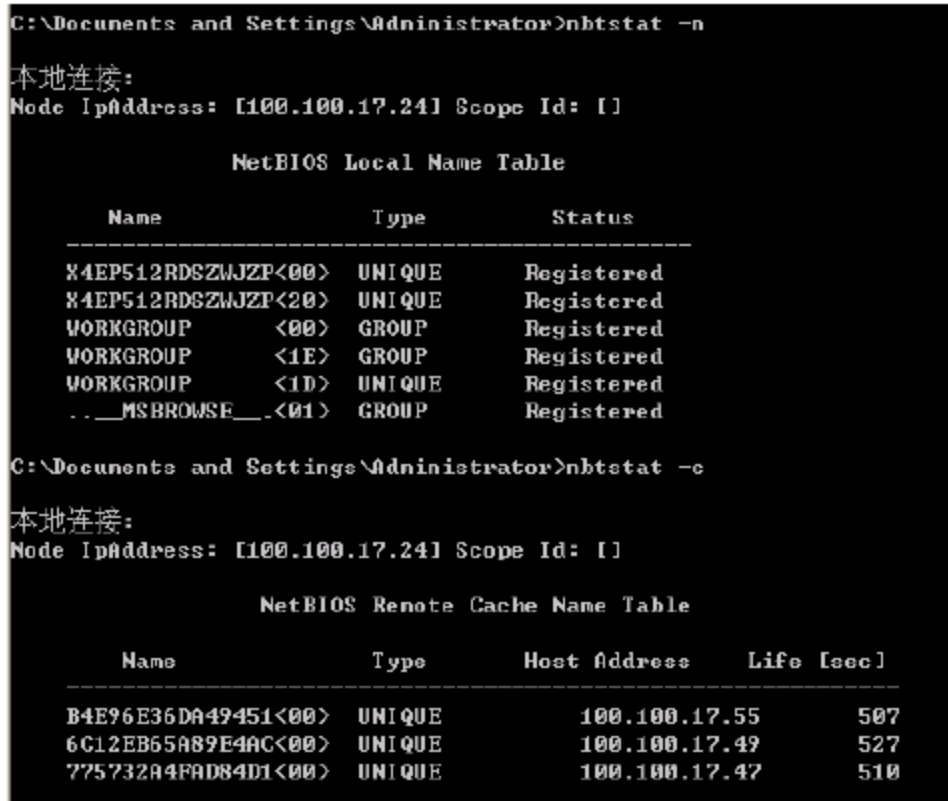 C:\Documents and Settings\Administrator>nbtstat -n
本地连接:
Node IpAddress: [100.100.17.24] Scope Id: []
NetBIOS Local Name Table
Name Type Status
---------------------------------------------
X4EP512RDSZWJZP<00> UNIQUE Registered
X4EP512RDSZWJZP<20> UNIQUE Registered
WORKGROUP <00> GROUP Registered
WORKGROUP <1E> GROUP Registered
WORKGROUP <1D> UNIQUE Registered
..__MSBROWSE__.<01> GROUP Registered
C:\Documents and Settings\Administrator>nbtstat -c
本地连接:
Node IpAddress: [100.100.17.24] Scope Id: []
NetBIOS Remote Cache Name Table
Name Type Host Address Life [sec]
------------------------------------------------------------
B4E96E36DA49451<00> UNIQUE 100.100.17.55 507
6C12EB65A89E4AC<00> UNIQUE 100.100.17.49 527
775732A4FAD84D1<00> UNIQUE 100.100.17.47 510